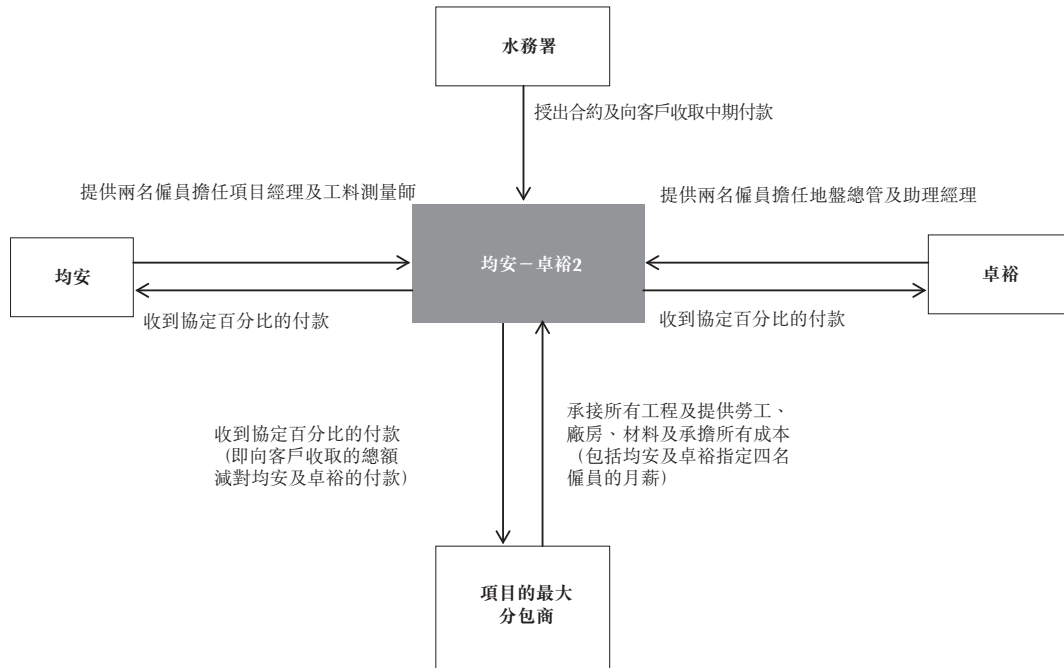 水務署
授出合約及向客戶收取中期付款
提供兩名僱員擔任項目經理及工料測量師
提供兩名僱員擔任地盤總管及助理經理
均安
均安－卓裕2
卓裕
收到協定百分比的付款
收到協定百分比的付款
收到協定百分比的付款
（即向客戶收取的總額
減對均安及卓裕的付款）
承接所有工程及提供勞工、
廠房、材料及承擔所有成本
（包括均安及卓裕指定四名
僱員的月薪）
項目的最大
分包商